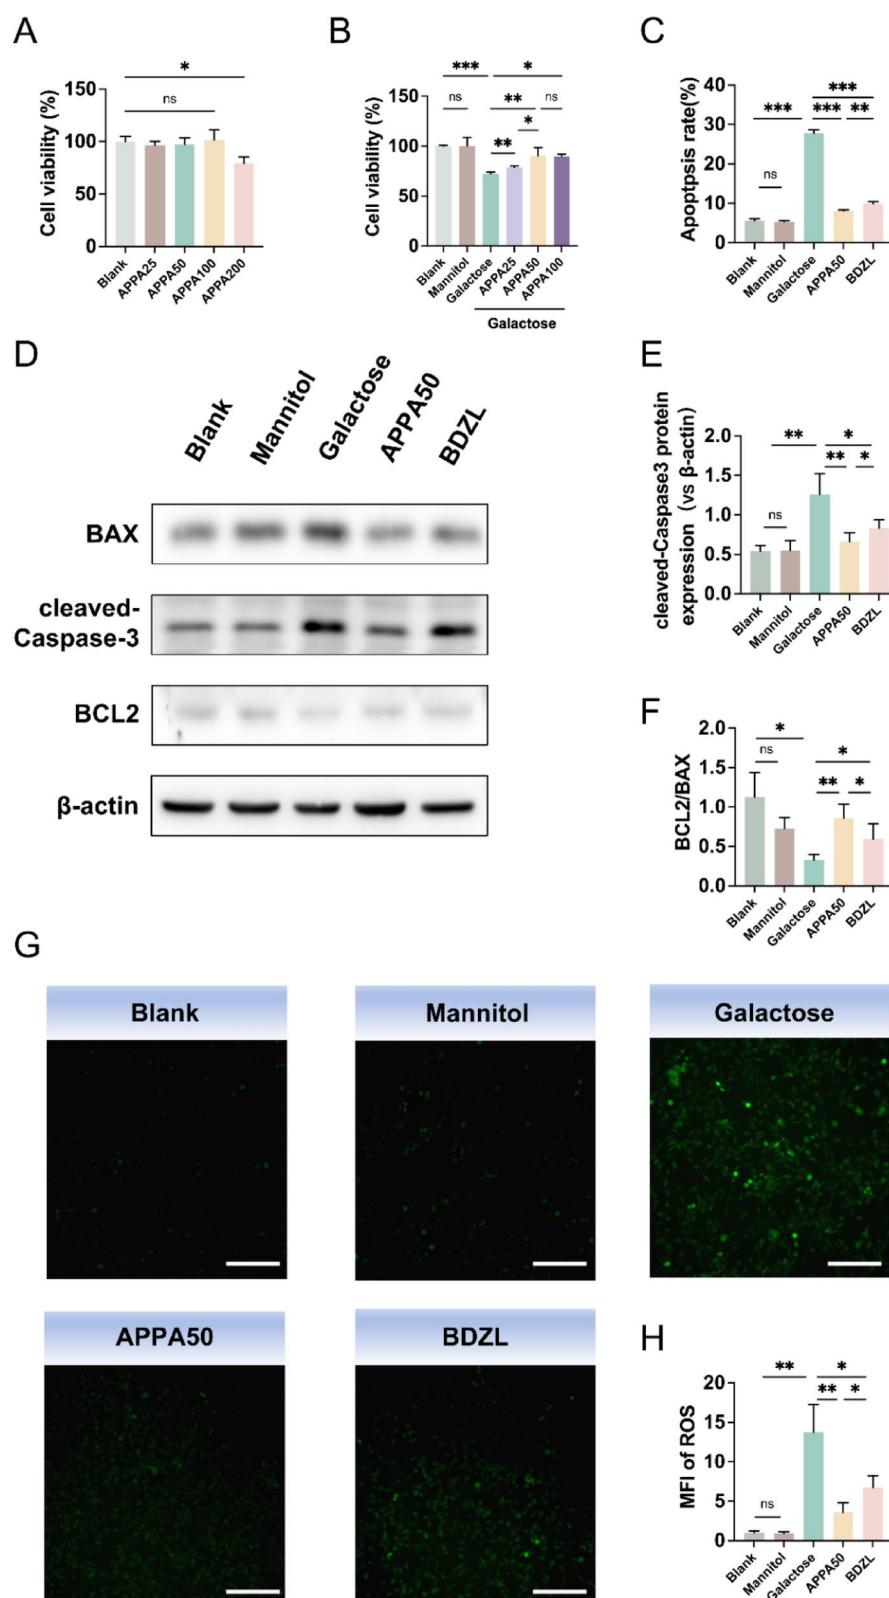 A
Cell viability (%)
150
100
50
0
*
ns
Blank
APPA25
APPA50
APPA100
APPA200
B
Cell viability (%)
150
100
50
0
*** *
ns ** ns
** *
Blank
Mannitol
Galactose
APPA25
APPA50
APPA100
Galactose
C
Apoptpsis rate(%)
40
30
20
10
0
***
*** *** **
ns
Blank
Mannitol
Galactose
APPA50
BDZL
D
Blank
Mannitol
Galactose
APPA50
BDZL
BAX
cleaved-
Caspase-3
BCL2
β-actin
E
cleaved-Caspase3 protein
expression (vs β-actin)
2.0
1.5
1.0
0.5
0.0
** *
** *
ns
Blank
Mannitol
Galactose
APPA50
BDZL
F
BCL2/BAX
2.0
1.5
1.0
0.5
0.0
*
ns *
** *
Blank
Mannitol
Galactose
APPA50
BDZL
G
Blank
Mannitol
Galactose
APPA50
BDZL
H
MFI of ROS
20
15
10
5
0
** *
** *
ns
Blank
Mannitol
Galactose
APPA50
BDZL